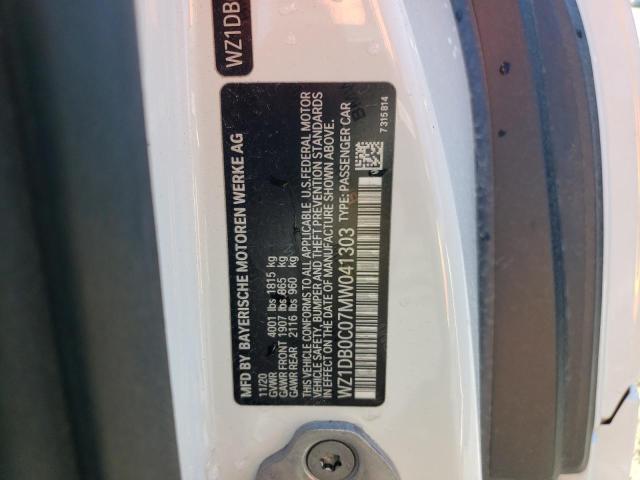 WZ1DB
MFD BY BAYERISCHE MOTOREN WERKE AG
11/20
GVWR 4001 lbs 1815 kg
GAWR FRONT 1907 lbs 865 kg
GAWR REAR 2116 lbs 960 kg
THIS VEHICLE CONFORMS TO ALL APPLICABLE U.S. FEDERAL MOTOR
VEHICLE SAFETY, BUMPER AND THEFT PREVENTION STANDARDS
IN EFFECT ON THE DATE OF MANUFACTURE SHOWN ABOVE.
WZ1DB0C07MW041303 TYPE: PASSENGER CAR
7315814